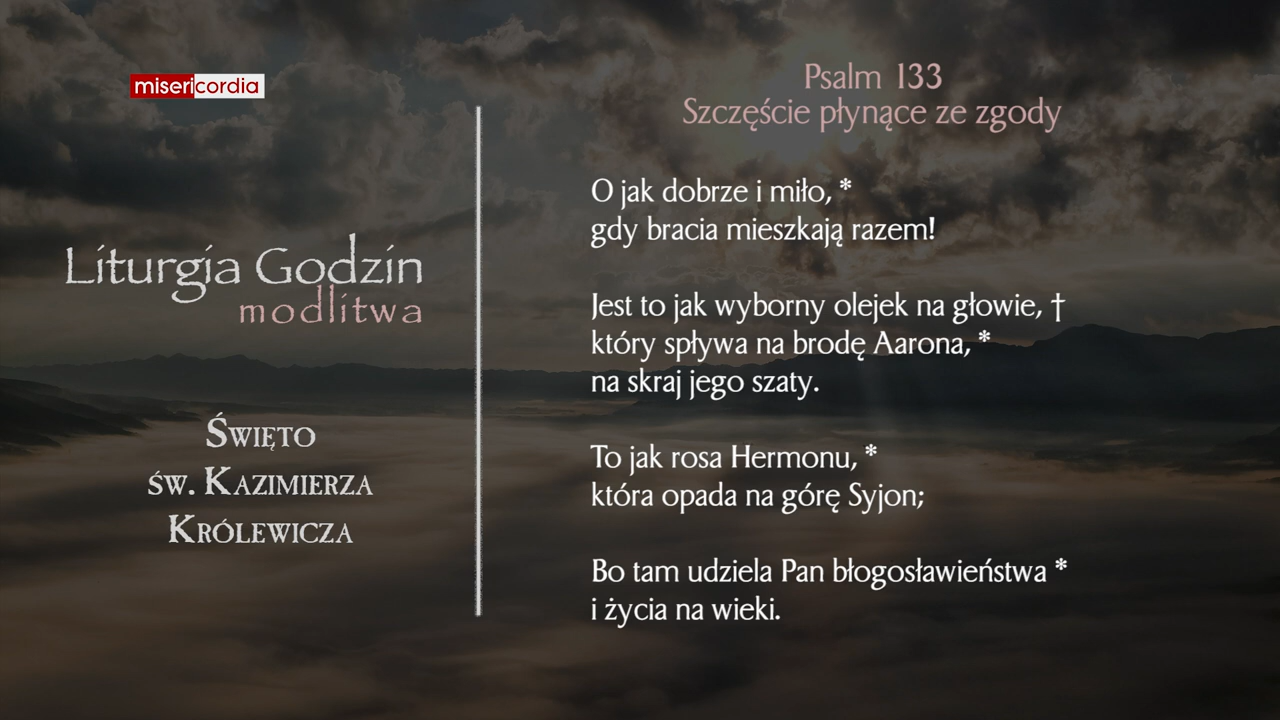 misericordia
Liturgia Godzin
modlitwa
Święto
św. Kazimierza
Królewicza
Psalm 133
Szczęście płynące ze zgody
O jak dobrze i miło, *
gdy bracia mieszkają razem!
Jest to jak wyborny olejek na głowie, †
który spływa na brodę Aarona, *
na skraj jego szaty.
To jak rosa Hermonu, *
która opada na górę Syjon;
Bo tam udziela Pan błogosławieństwa *
i życia na wieki.